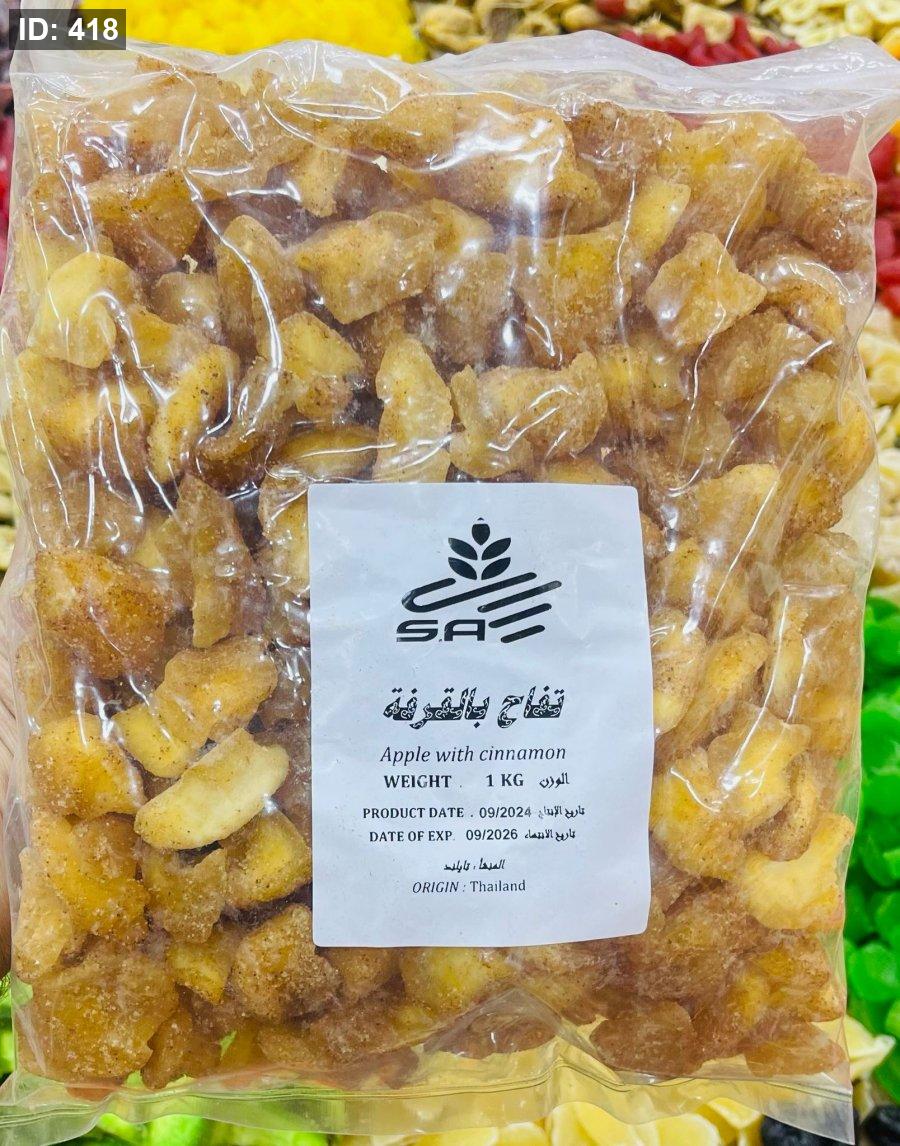 ID: 418
S.A
تفاح بالقرفة
Apple with cinnamon
WEIGHT . 1 KG الوزن
PRODUCT DATE . 09/2024 تاريخ الإنتاج
DATE OF EXP. 09/2026 تاريخ الانتهاء
المنشأ : تايلند
ORIGIN : Thailand